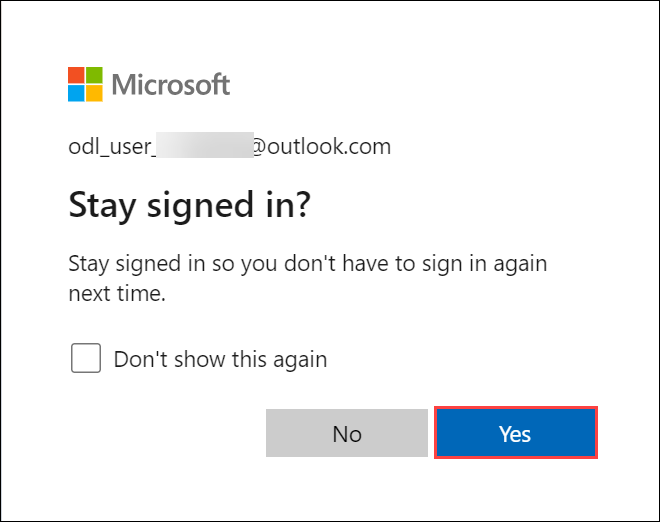 Microsoft
odl_user_@outlook.com
Stay signed in?
Stay signed in so you don't have to sign in again
next time.
Don't show this again
No
Yes